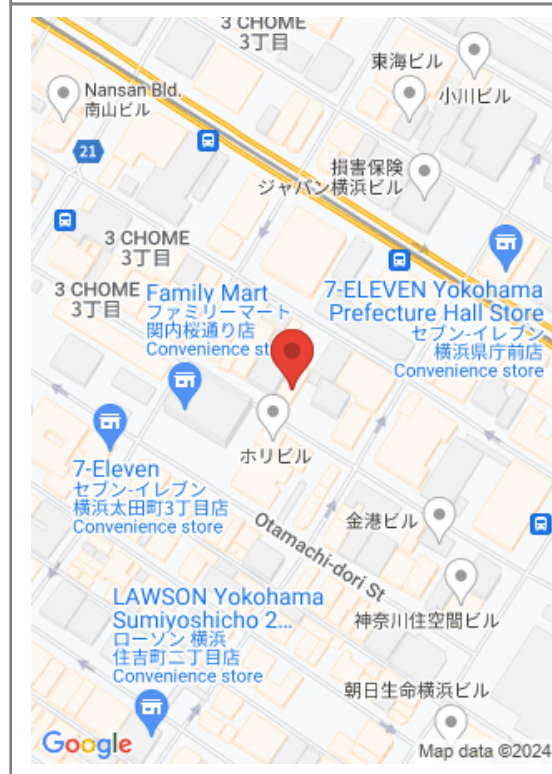 3 CHOME
3丁目
東海ビル
小川ビル
Nansan Bld.
南山ビル
21
損害保険
ジャパン横浜ビル
3 CHOME
3丁目
3 CHOME
3丁目
Family Mart
ファミリーマート
関内桜通り店
Convenience st
7-ELEVEN Yokohama
Prefecture Hall Store
セブン-イレブン
横浜県庁前店
Convenience store
ホリビル
7-Eleven
セブン-イレブン
横浜太田町3丁目店
Convenience store
金港ビル
Otamachi-dori St
LAWSON Yokohama
Sumiyoshicho 2...
ローソン 横浜
住吉町二丁目店
Convenience store
神奈川住空間ビル
朝日生命横浜ビル
Google
Map data ©2024